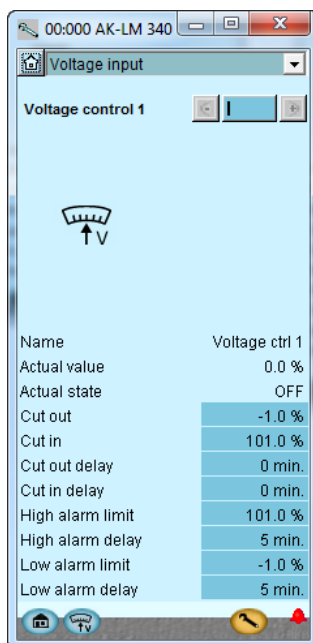 00:000 AK-LM 340
Voltage input
Voltage control 1
V
Name Voltage ctrl 1
Actual value 0.0 %
Actual state OFF
Cut out -1.0 %
Cut in 101.0 %
Cut out delay 0 min.
Cut in delay 0 min.
High alarm limit 101.0 %
High alarm delay 5 min.
Low alarm limit -1.0 %
Low alarm delay 5 min.
V